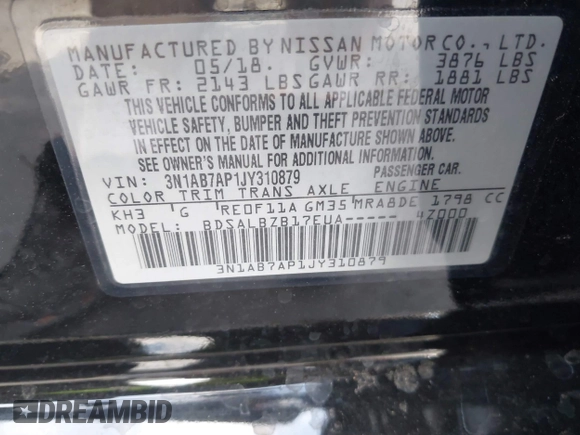 MANUFACTURED BY NISSAN MOTOR CO., LTD.
DATE: 05/18. GVWR: 3876 LBS
GAWR FR: 2143 LBS GAWR RR: 1881 LBS
THIS VEHICLE CONFORMS TO ALL APPLICABLE FEDERAL MOTOR
VEHICLE SAFETY, BUMPER AND THEFT PREVENTION STANDARDS
IN EFFECT ON THE DATE OF MANUFACTURE SHOWN ABOVE.
SEE OWNER'S MANUAL FOR ADDITIONAL INFORMATION
VIN: 3N1AB7AP1JY310879 PASSENGER CAR.
COLOR TRIM TRANS AXLE ENGINE
KH3 G RE0F11A GM35 MRA8DE 1798 CC
BDSALBZB17EUA----- 4Z000
3N1AB7AP1JY310879
DREAMBID